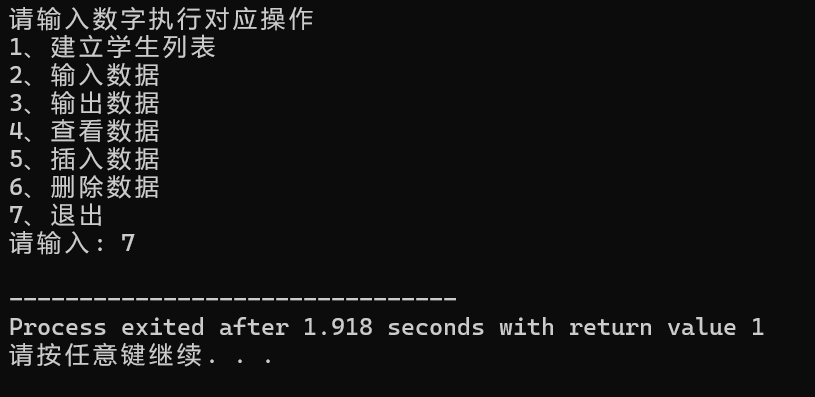 请输入数字执行对应操作
1、建立学生列表
2、输入数据
3、输出数据
4、查看数据
5、插入数据
6、删除数据
7、退出
请输入: 7
--------------------------------
Process exited after 1.918 seconds with return value 1
请按任意键继续. . .